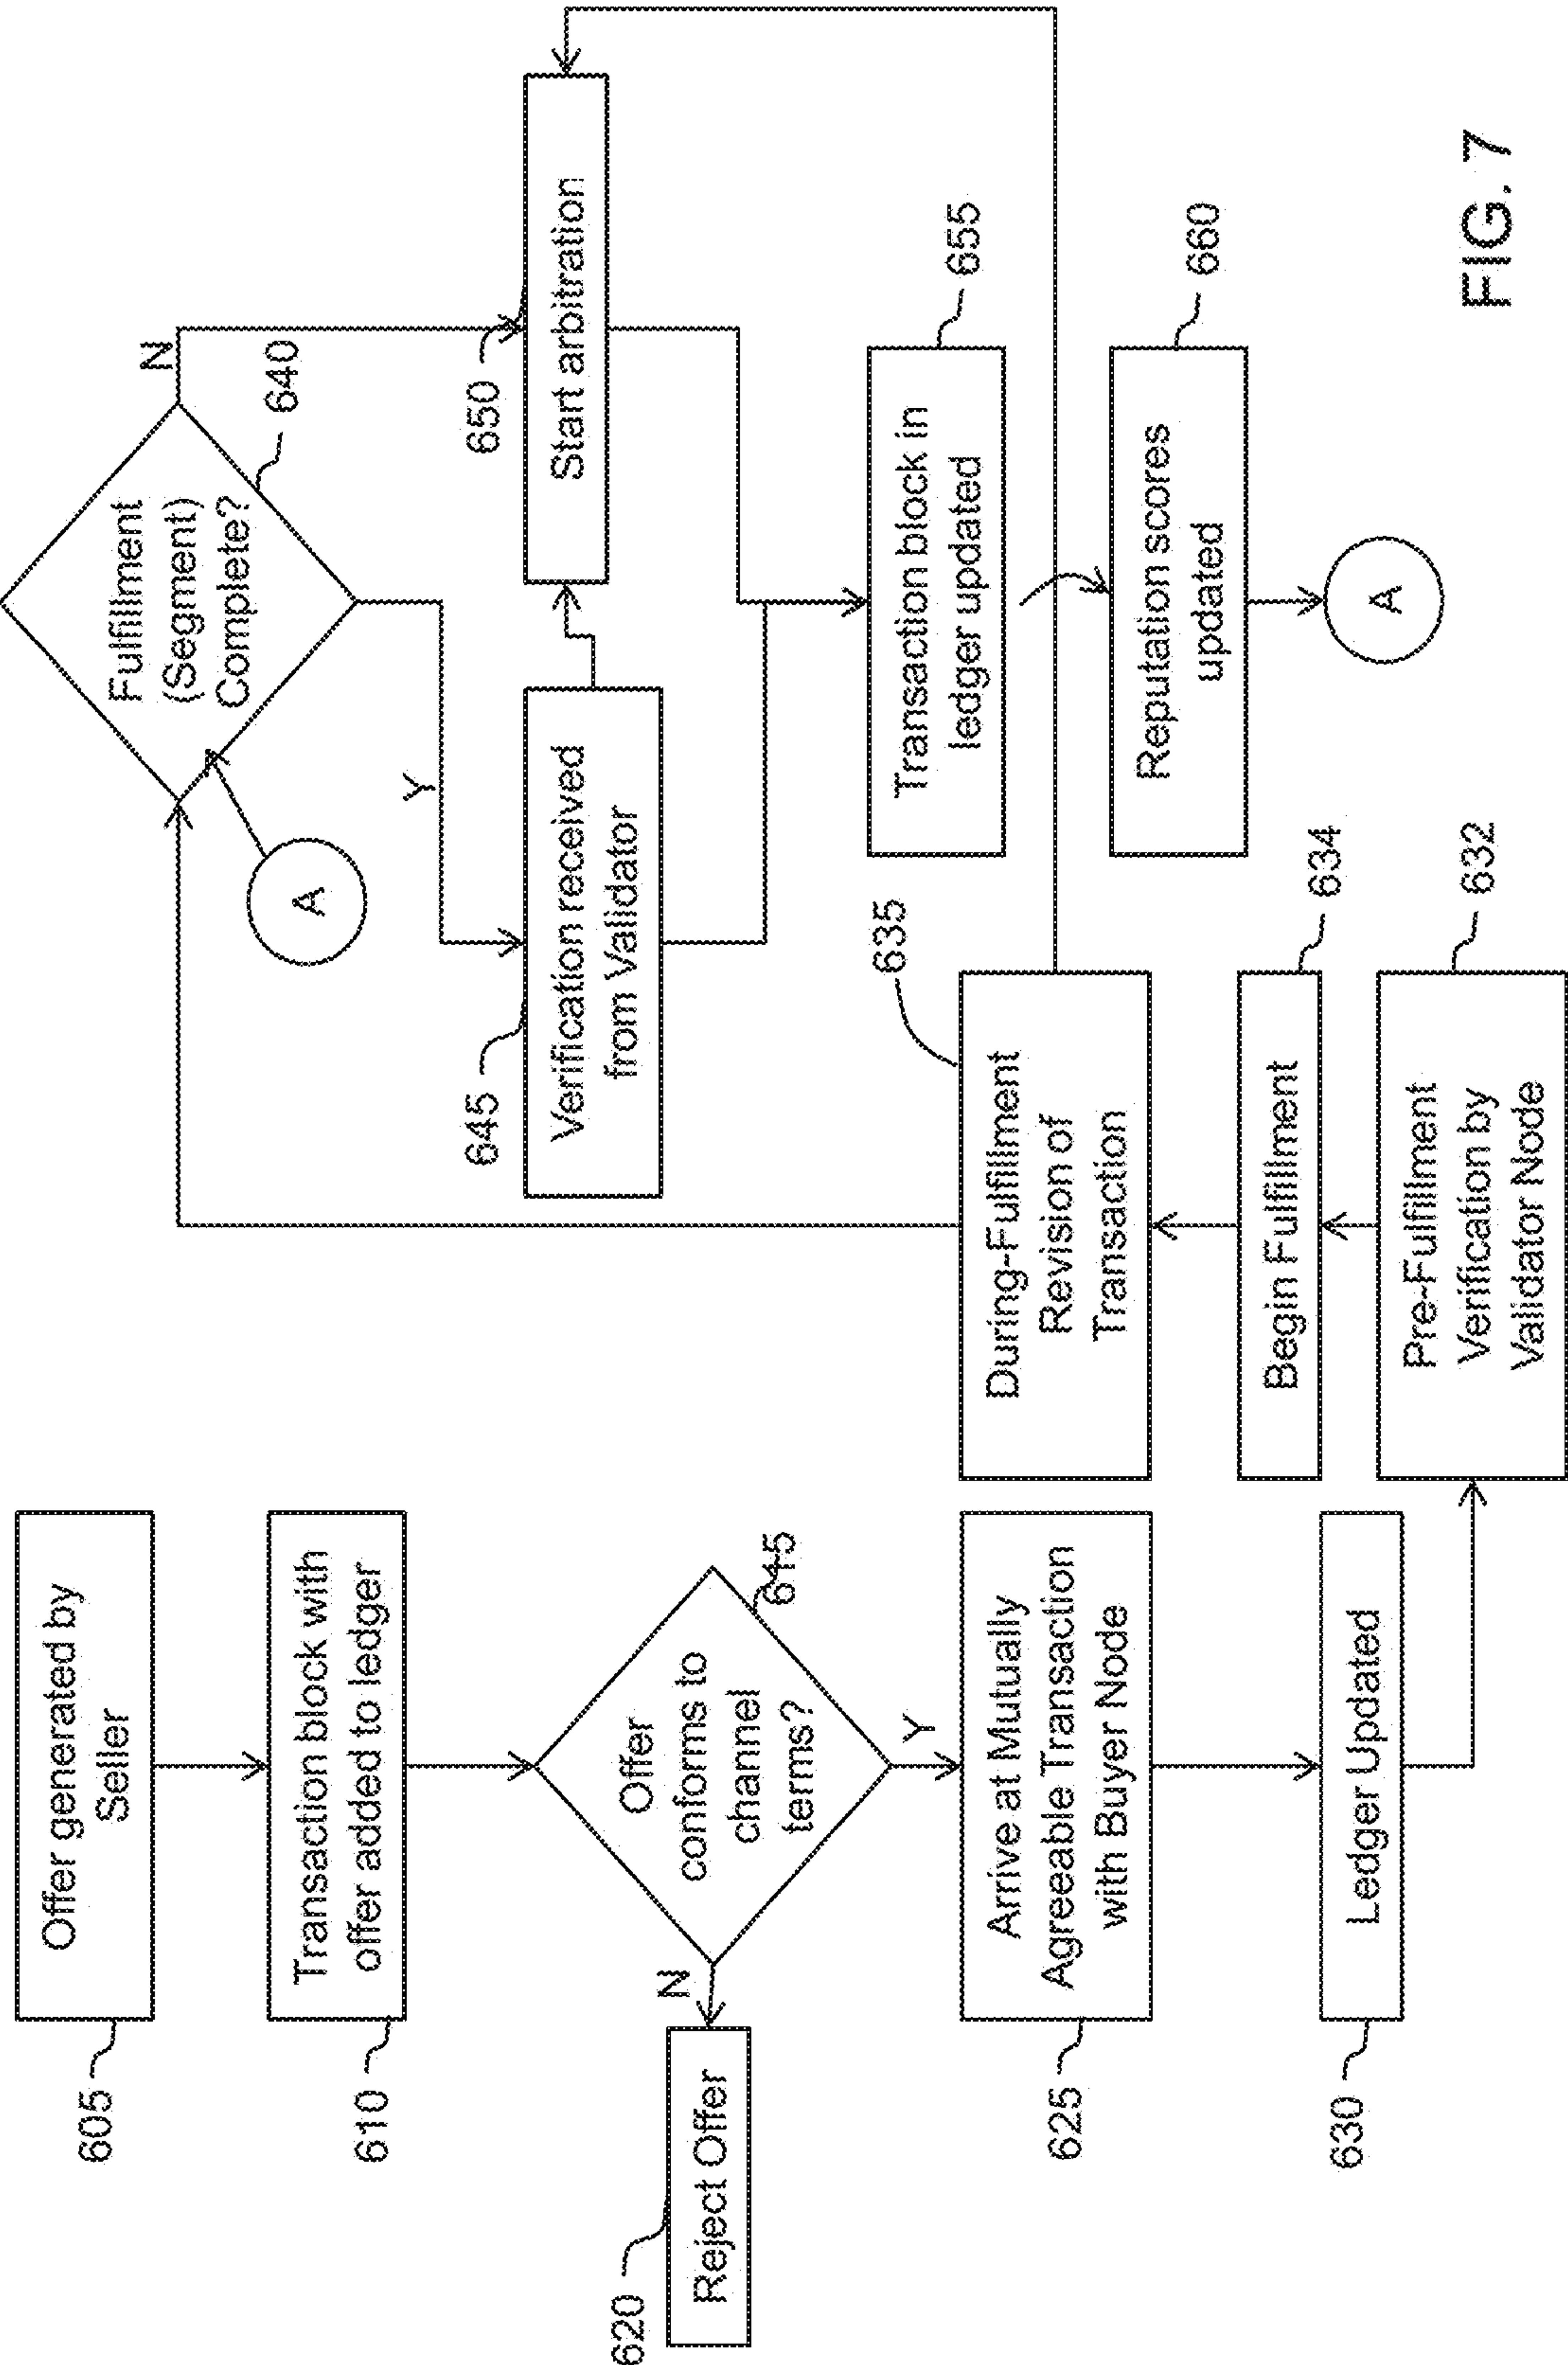 605
Offer generated by
Seller
610
Transaction block with
offer added to ledger
615
Offer
conforms to
channel
terms?
N
620
Reject Offer
Y
625
Arrive at Mutually
Agreeable Transaction
with Buyer Node
630
Ledger Updated
632
Pre-Fulfillment
Verification by
Validator Node
634
Begin Fulfillment
635
During-Fulfillment
Revision of
Transaction
A
640
Fulfillment
(Segment)
Complete?
N
Y
645
Verification received
from Validator
650
Start arbitration
655
Transaction block in
ledger updated
660
Reputation scores
updated
A
FIG. 7